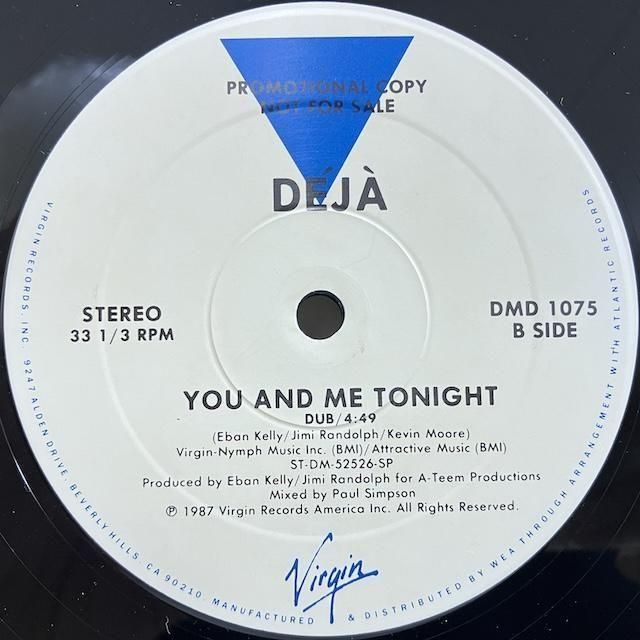 PROMOTIONAL COPY
NOT FOR SALE
DÉJÀ
STEREO
33 1/3 RPM
DMD 1075
B SIDE
YOU AND ME TONIGHT
DUB/4:49
(Eban Kelly/Jimi Randolph/Kevin Moore)
Virgin-Nymph Music Inc. (BMI)/Attractive Music (BMI)
ST-DM-52526-SP
Produced by Eban Kelly/Jimi Randolph for A-Teem Productions
Mixed by Paul Simpson
℗ 1987 Virgin Records America Inc. All Rights Reserved.
Virgin
VIRGIN RECORDS, INC. 9247 ALDEN DRIVE, BEVERLY HILLS, CA 90210. MANUFACTURED & DISTRIBUTED BY WEA THROUGH ARRANGEMENT WITH ATLANTIC RECORDS